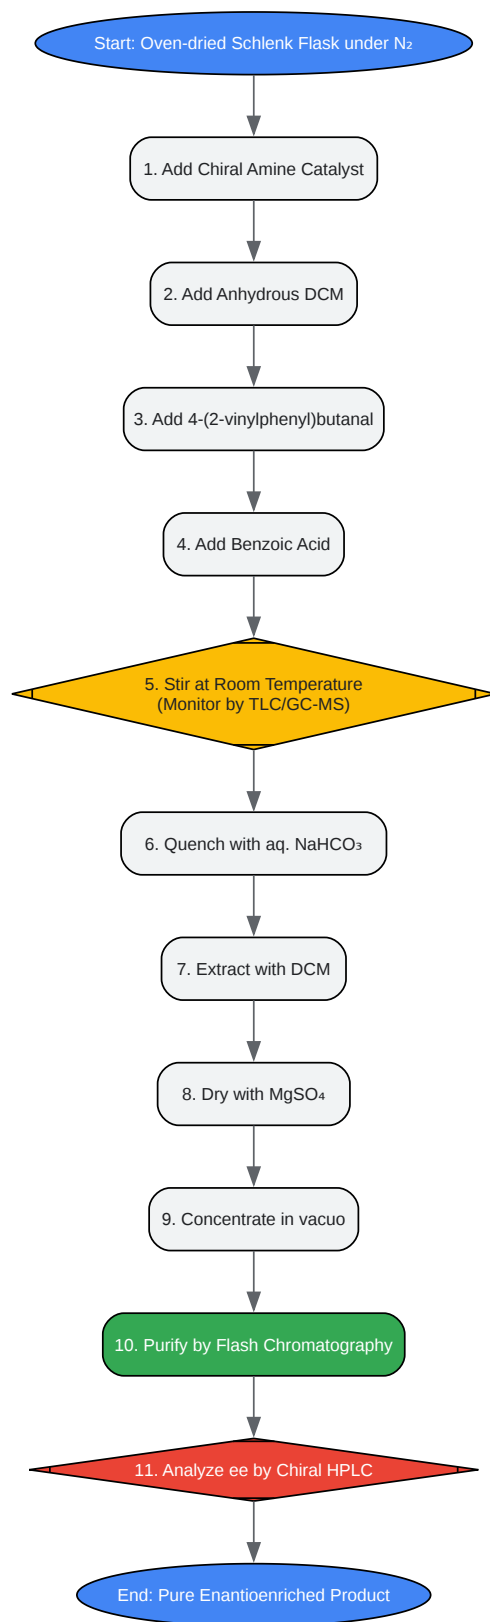 Start: Oven-dried Schlenk Flask under N₂
1. Add Chiral Amine Catalyst
2. Add Anhydrous DCM
3. Add 4-(2-vinylphenyl)butanal
4. Add Benzoic Acid
5. Stir at Room Temperature
(Monitor by TLC/GC-MS)
6. Quench with aq. NaHCO₃
7. Extract with DCM
8. Dry with MgSO₄
9. Concentrate in vacuo
10. Purify by Flash Chromatography
11. Analyze ee by Chiral HPLC
End: Pure Enantioenriched Product